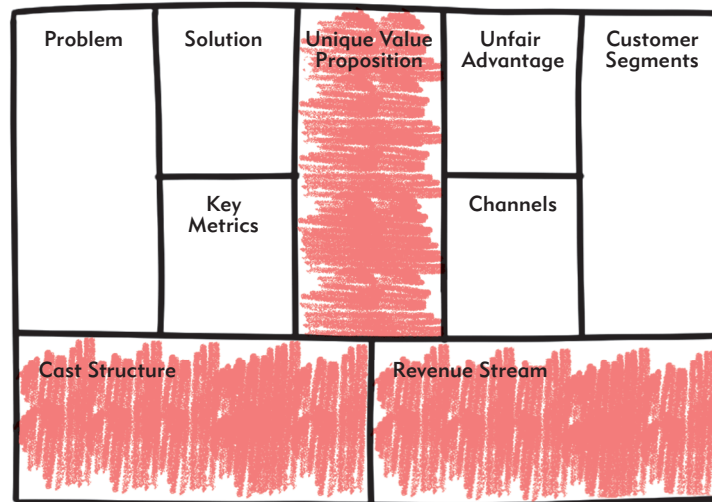 Problem
Solution
Unique Value
Proposition
Unfair
Advantage
Customer
Segments
Key
Metrics
Channels
Cast Structure
Revenue Stream